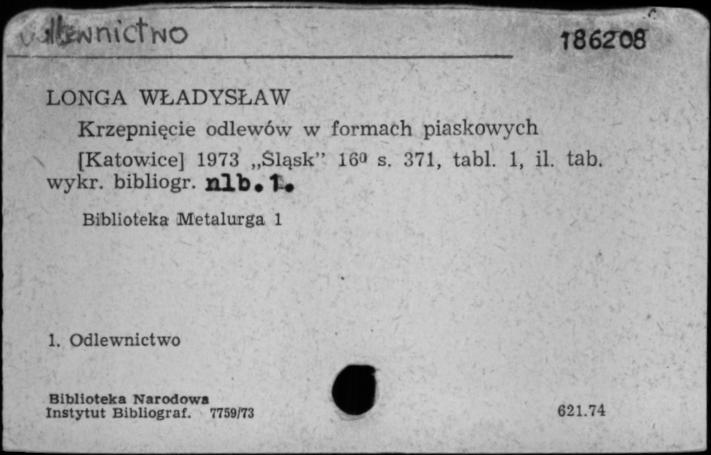 Odlewnictwo
186208
LONGA WŁADYSŁAW
Krzepnięcie odlewów w formach piaskowych
[Katowice] 1973 „Śląsk” 16º s. 371, tabl. 1, il. tab.
wykr. bibliogr. nlb.1.
Biblioteka Metalurga 1
1. Odlewnictwo
Biblioteka Narodowa
Instytut Bibliograf. 7759/73
621.74